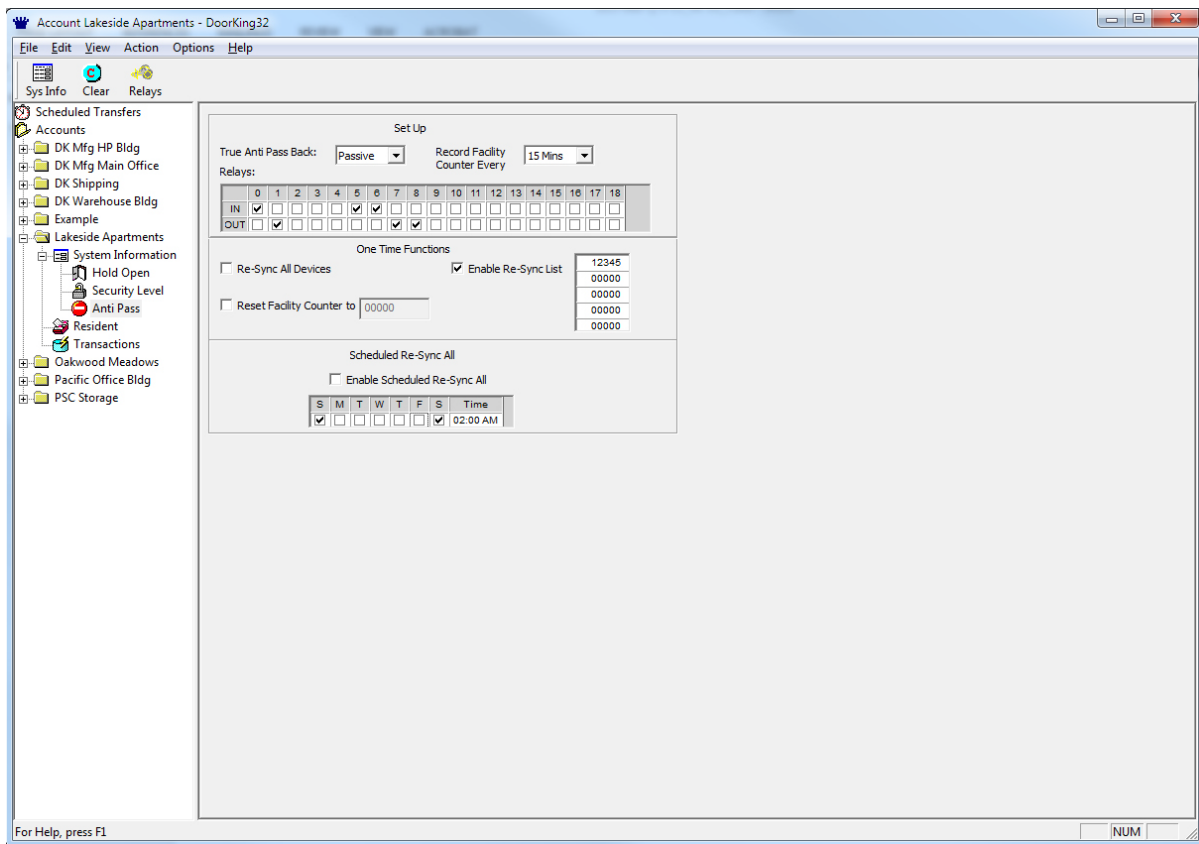 Account Lakeside Apartments - DoorKing32
File Edit View Action Options Help
Sys Info Clear Relays
Scheduled Transfers
Accounts
DK Mfg HP Bldg
DK Mfg Main Office
DK Shipping
DK Warehouse Bldg
Example
Lakeside Apartments
System Information
Hold Open
Security Level
Anti Pass
Resident
Transactions
Oakwood Meadows
Pacific Office Bldg
PSC Storage
Set Up
True Anti Pass Back: Passive
Record Facility
Counter Every
15 Mins
Relays:
0 1 2 3 4 5 6 7 8 9 10 11 12 13 14 15 16 17 18
IN
OUT
One Time Functions
Re-Sync All Devices
Enable Re-Sync List
12345
00000
00000
00000
00000
Reset Facility Counter to 00000
Scheduled Re-Sync All
Enable Scheduled Re-Sync All
S M T W T F S Time
02:00 AM
For Help, press F1
NUM